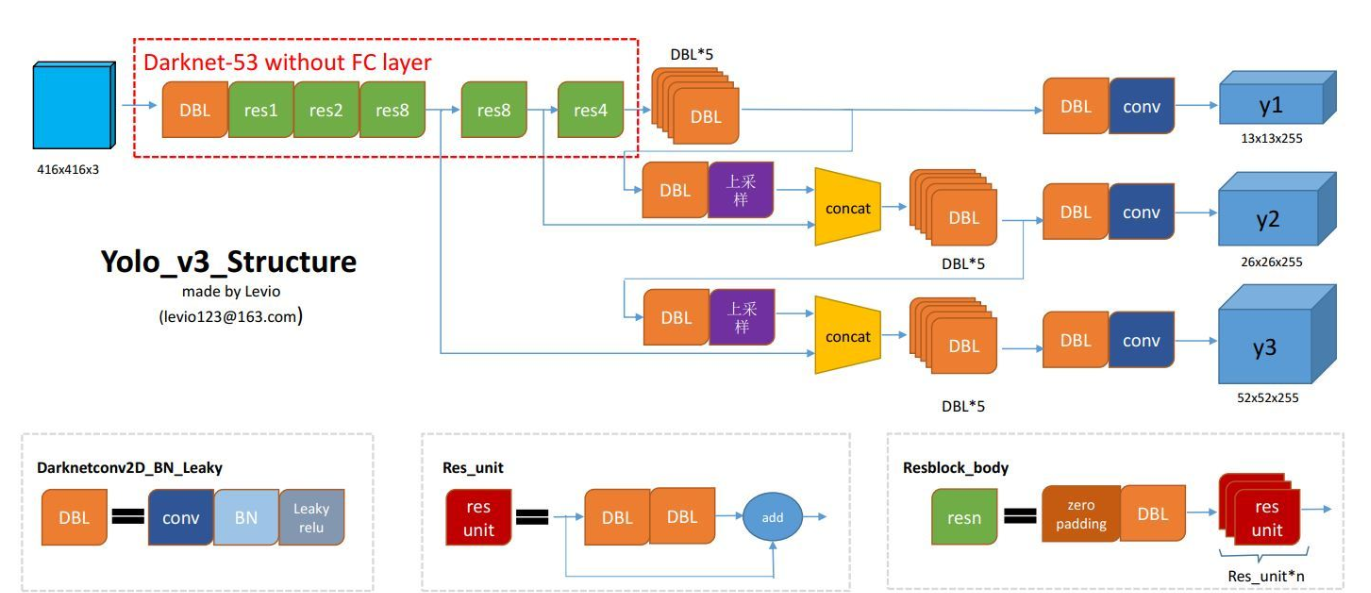 Darknet-53 without FC layer
DBL*5
DBL
res1
res2
res8
res8
res4
DBL
DBL
conv
y1
416x416x3
13x13x255
DBL
上采
样
concat
DBL
DBL
conv
y2
DBL*5
26x26x255
Yolo_v3_Structure
made by Levio
(levio123@163.com)
DBL
上采
样
concat
DBL
DBL
conv
y3
DBL*5
52x52x255
Darknetconv2D_BN_Leaky
DBL
conv
BN
Leaky
relu
Res_unit
res
unit
DBL
DBL
add
Resblock_body
resn
zero
padding
DBL
res
unit
Res_unit*n